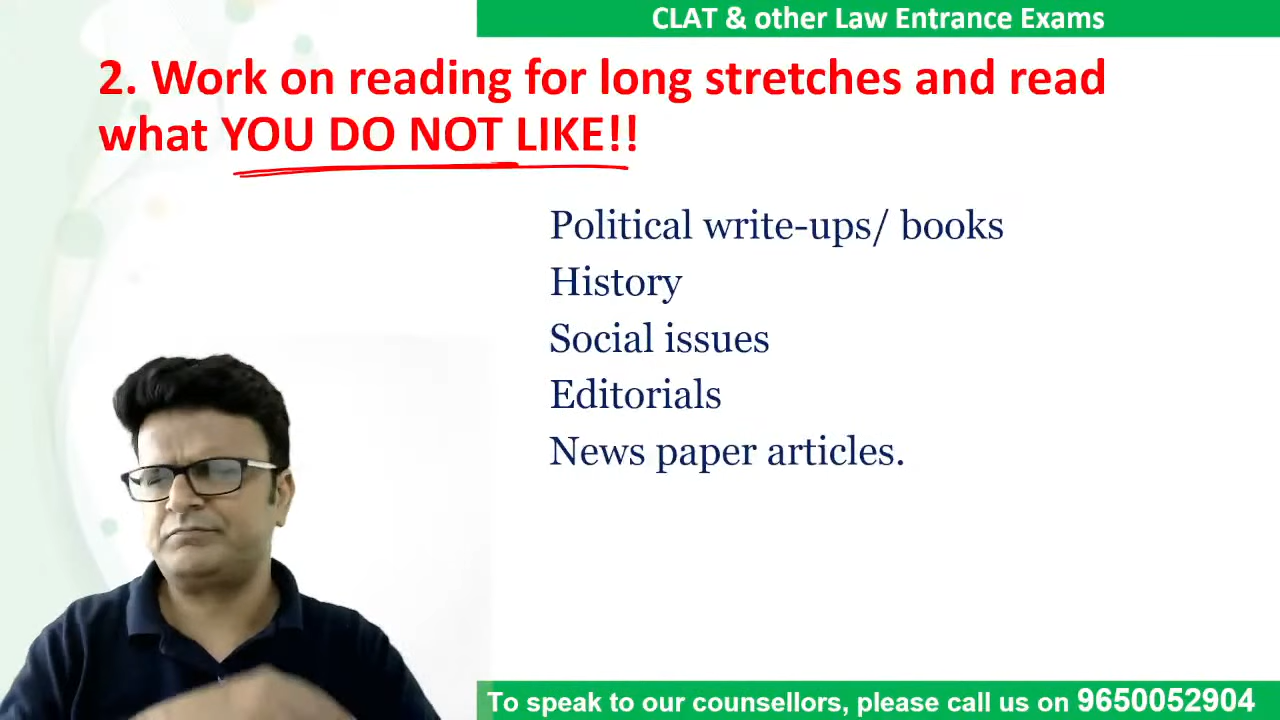 CLAT & other Law Entrance Exams
2. Work on reading for long stretches and read
what YOU DO NOT LIKE!!
Political write-ups/ books
History
Social issues
Editorials
News paper articles.
To speak to our counsellors, please call us on 9650052904